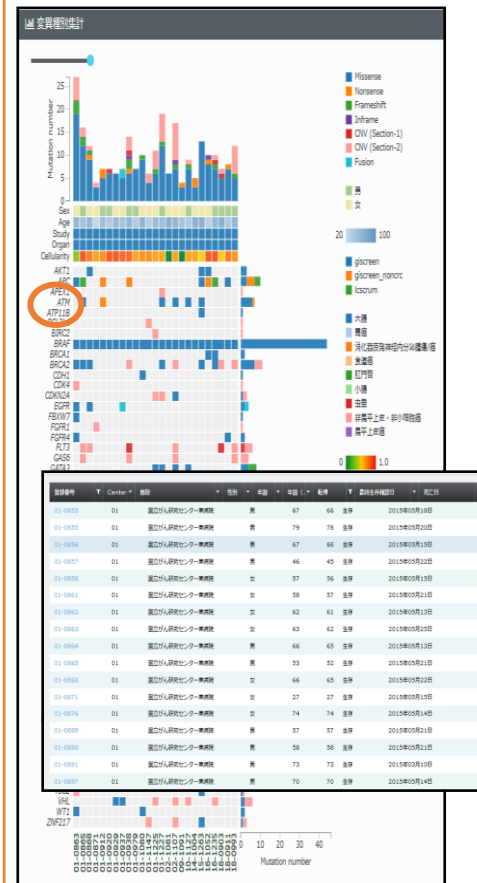 変異種別集計
Missense
Nonsense
Frameshift
Inframe
CNV (Section-1)
CNV (Section-2)
Fusion
男
女
20 100
giscreen
giscreen_noncrc
lcscrum
大腸
胃癌
消化器原発神経内分泌腫瘍/癌
食道癌
肛門管
小腸
虫垂
非扁平上皮・非小細胞癌
扁平上皮癌
0 1.0
Mutation number
25
20
15
10
5
0
Sex
Age
Study
Organ
Cellularity
AKT1
APC
APEX1
ATM
ATP11B
BIRC2
BRAF
BRCA1
BRCA2
CDH1
CDK4
CDKN2A
EGFR
FBXW7
FGFR1
FGFR4
FLT3
GAS6
GATA3
登録番号 Center 施設 性別 年齢 年齢 (... 転帰 最終生存確認日 死亡日
01-0853 01 国立がん研究センター東病院 男 67 66 生存 2015年05月18日
01-0855 01 国立がん研究センター東病院 男 79 78 生存 2015年05月20日
01-0856 01 国立がん研究センター東病院 男 67 66 生存 2015年05月15日
01-0857 01 国立がん研究センター東病院 男 46 45 生存 2015年05月22日
01-0858 01 国立がん研究センター東病院 女 57 56 生存 2015年05月15日
01-0861 01 国立がん研究センター東病院 女 58 57 生存 2015年05月21日
01-0862 01 国立がん研究センター東病院 女 62 61 生存 2015年05月13日
01-0863 01 国立がん研究センター東病院 女 63 62 生存 2015年05月25日
01-0864 01 国立がん研究センター東病院 男 66 65 生存 2015年05月13日
01-0865 01 国立がん研究センター東病院 男 53 52 生存 2015年05月21日
01-0868 01 国立がん研究センター東病院 女 66 65 生存 2015年05月22日
01-0871 01 国立がん研究センター東病院 女 27 27 生存 2015年05月15日
01-0876 01 国立がん研究センター東病院 女 74 74 生存 2015年05月14日
01-0889 01 国立がん研究センター東病院 男 57 57 生存 2015年05月21日
01-0890 01 国立がん研究センター東病院 男 58 58 生存 2015年05月21日
01-0891 01 国立がん研究センター東病院 男 73 73 生存 2015年03月10日
01-0897 01 国立がん研究センター東病院 男 70 70 生存 2015年05月14日
VHL
WT1
ZNF217
0 10 20 30 40
Mutation number